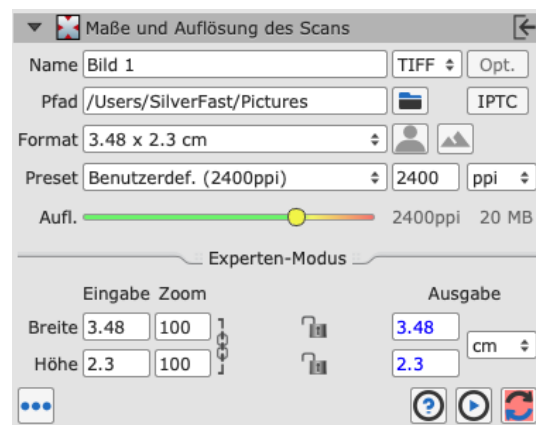 Maße und Auflösung des Scans
Name Bild 1 TIFF Opt.
Pfad /Users/SilverFast/Pictures IPTC
Format 3.48 x 2.3 cm
Preset Benutzerdef. (2400ppi) 2400 ppi
Aufl. 2400ppi 20 MB
Experten-Modus
Eingabe Zoom Ausgabe
Breite 3.48 100 3.48
cm
Höhe 2.3 100 2.3